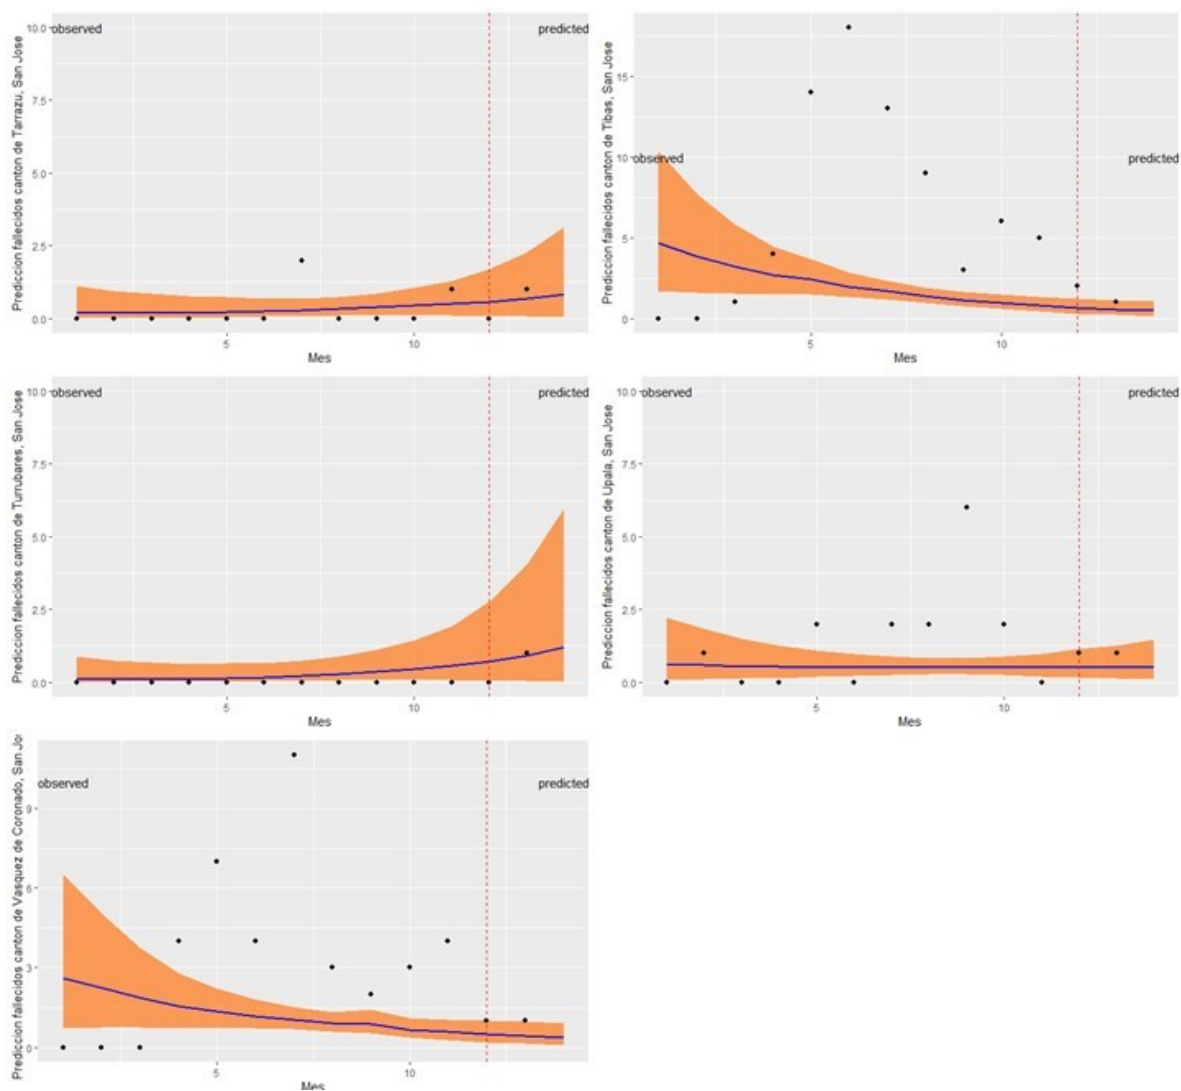 Prediccion fallecidos canton de Tarrazu, San Jose
10.0
7.5
5.0
2.5
0.0
observed
predicted
5
10
Mes
Prediccion fallecidos canton de Tibas, San Jose
15
10
5
0
observed
predicted
5
10
Mes
Prediccion fallecidos canton de Turrubares, San Jose
10.0
7.5
5.0
2.5
0.0
observed
predicted
5
10
Mes
Prediccion fallecidos canton de Upala, San Jose
10.0
7.5
5.0
2.5
0.0
observed
predicted
5
10
Mes
Prediccion fallecidos canton de Vasquez de Coronado, San Jo
9
6
3
0
observed
predicted
5
10
Mes